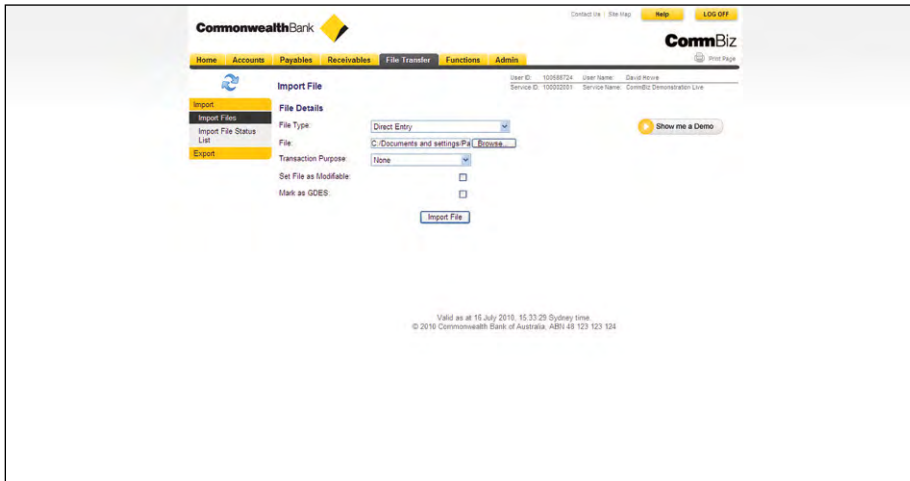 Contact Us | Site Map Help LOG OFF
CommonwealthBank
CommBiz
Home Accounts Payables Receivables File Transfer Functions Admin
Print Page
User ID: 100586724 User Name: David Howe
Service ID: 100002001 Service Name: CommBiz Demonstration Live
Import File
Import
Import Files
Import File Status
List
Export
File Details
File Type: Direct Entry
Show me a Demo
File: C:/Documents and settings/Pa Browse...
Transaction Purpose: None
Set File as Modifiable:
Mark as GDES:
Import File
Valid as at 15 July 2010, 15:33:29 Sydney time.
© 2010 Commonwealth Bank of Australia, ABN 48 123 123 124